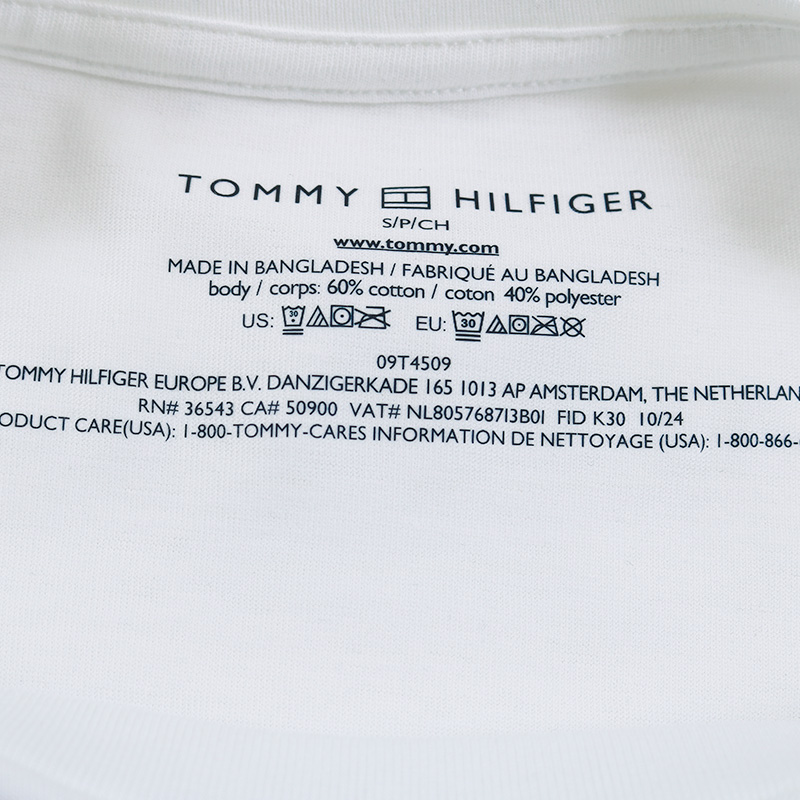 TOMMY HILFIGER
S/P/CH
www.tommy.com
MADE IN BANGLADESH / FABRIQUÉ AU BANGLADESH
body / corps: 60% cotton / coton 40% polyester
US: 30 EU: 30
09T4509
TOMMY HILFIGER EUROPE B.V. DANZIGERKADE 165 1013 AP AMSTERDAM, THE NETHERLAN
RN# 36543 CA# 50900 VAT# NL805768713B01 FID K30 10/24
ODUCT CARE(USA): 1-800-TOMMY-CARES INFORMATION DE NETTOYAGE (USA): 1-800-866-